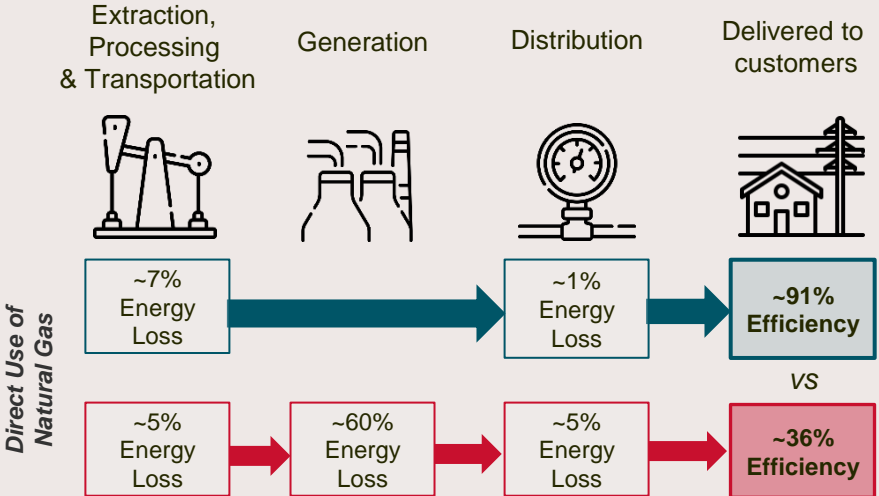 Extraction,
Processing
& Transportation
Generation
Distribution
Delivered to
customers
Direct Use of
Natural Gas
~7%
Energy
Loss
~1%
Energy
Loss
~91%
Efficiency
vs
~5%
Energy
Loss
~60%
Energy
Loss
~5%
Energy
Loss
~36%
Efficiency